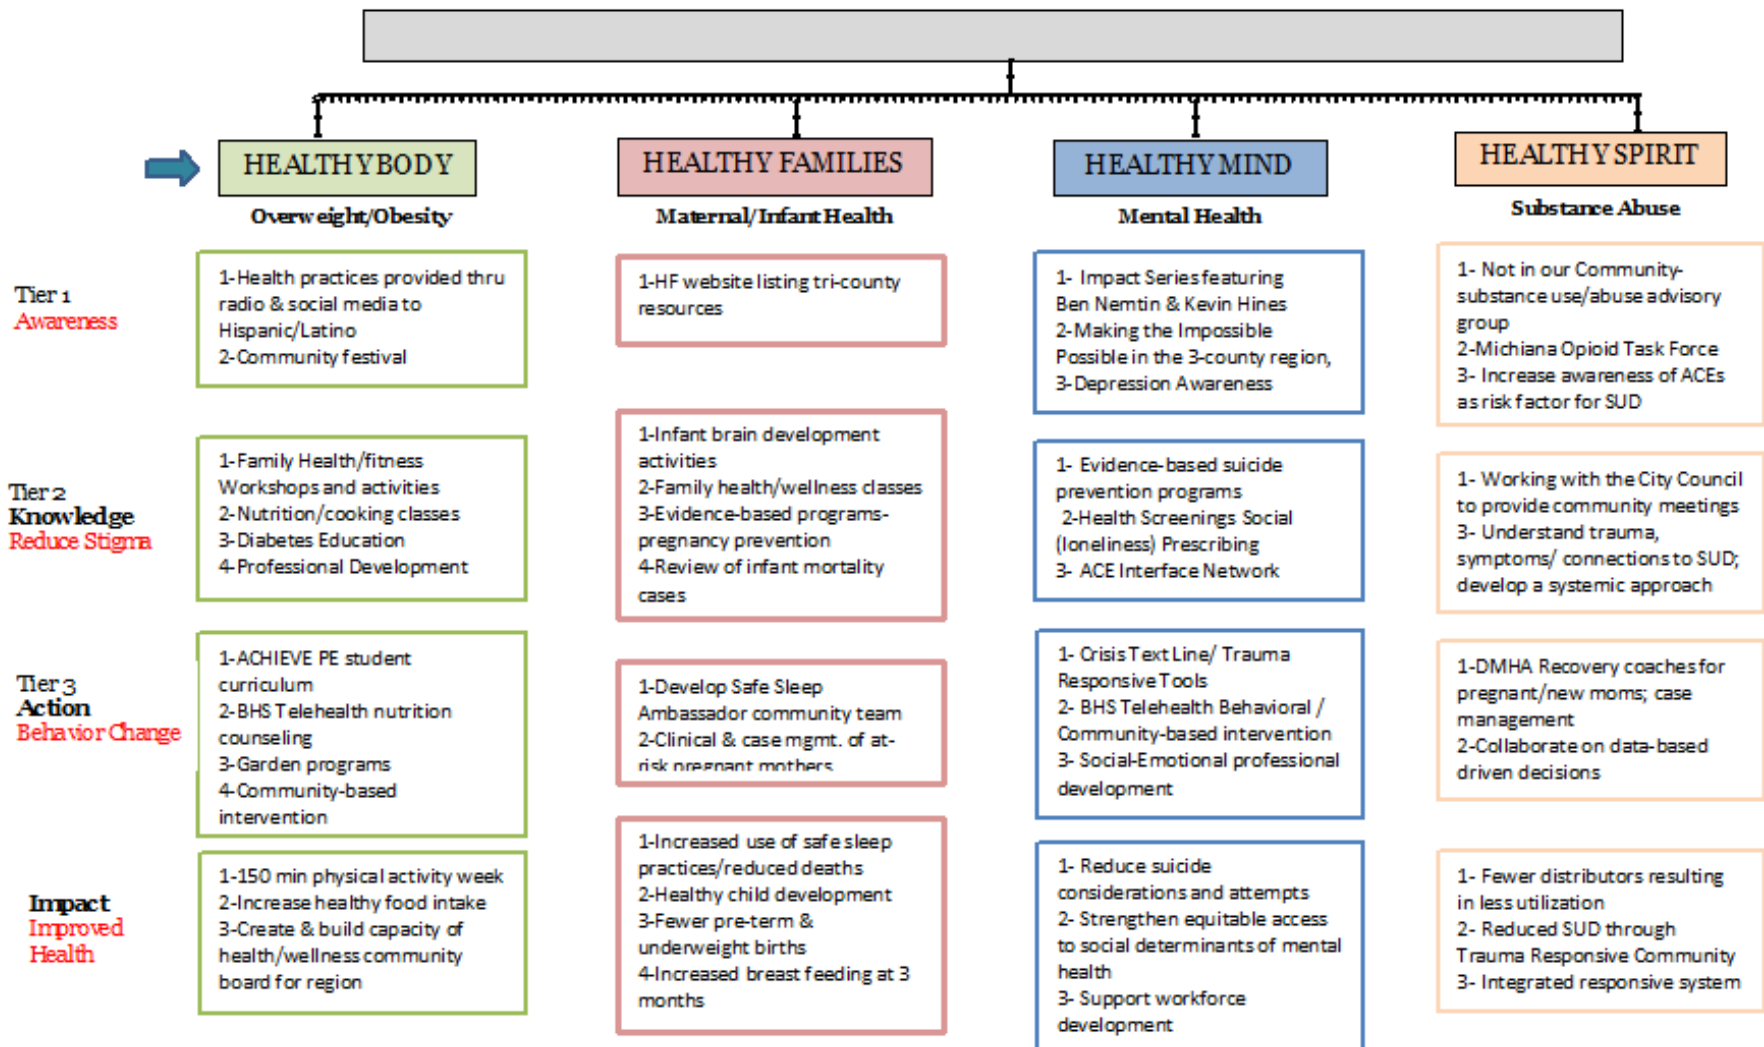 HEALTHY BODY
Overweight/Obesity
HEALTHY FAMILIES
Maternal/Infant Health
HEALTHY MIND
Mental Health
HEALTHY SPIRIT
Substance Abuse
Tier 1
Awareness
1-Health practices provided thru
radio & social media to
Hispanic/Latino
2-Community festival
1-HF website listing tri-county
resources
1- Impact Series featuring
Ben Nemtin & Kevin Hines
2-Making the Impossible
Possible in the 3-county region,
3-Depression Awareness
1- Not in our Community-
substance use/abuse advisory
group
2-Michiana Opioid Task Force
3- Increase awareness of ACEs
as risk factor for SUD
Tier 2
Knowledge
Reduce Stigma
1-Family Health/fitness
Workshops and activities
2-Nutrition/cooking classes
3-Diabetes Education
4-Professional Development
1-Infant brain development
activities
2-Family health/wellness classes
3-Evidence-based programs-
pregnancy prevention
4-Review of infant mortality
cases
1- Evidence-based suicide
prevention programs
2-Health Screenings Social
(loneliness) Prescribing
3- ACE Interface Network
1- Working with the City Council
to provide community meetings
3- Understand trauma,
symptoms/ connections to SUD;
develop a systemic approach
Tier 3
Action
Behavior Change
1-ACHIEVE PE student
curriculum
2-BHS Telehealth nutrition
counseling
3-Garden programs
4-Community-based
intervention
1-Develop Safe Sleep
Ambassador community team
2-Clinical & case mgmt. of at-
risk pregnant mothers
1- Crisis Text Line/ Trauma
Responsive Tools
2- BHS Telehealth Behavioral /
Community-based intervention
3- Social-Emotional professional
development
1-DMHA Recovery coaches for
pregnant/new moms; case
management
2-Collaborate on data-based
driven decisions
Impact
Improved
Health
1-150 min physical activity week
2-Increase healthy food intake
3-Create & build capacity of
health/wellness community
board for region
1-Increased use of safe sleep
practices/reduced deaths
2-Healthy child development
3-Fewer pre-term &
underweight births
4-Increased breast feeding at 3
months
1- Reduce suicide
considerations and attempts
2- Strengthen equitable access
to social determinants of mental
health
3- Support workforce
development
1- Fewer distributors resulting
in less utilization
2- Reduced SUD through
Trauma Responsive Community
3- Integrated responsive system